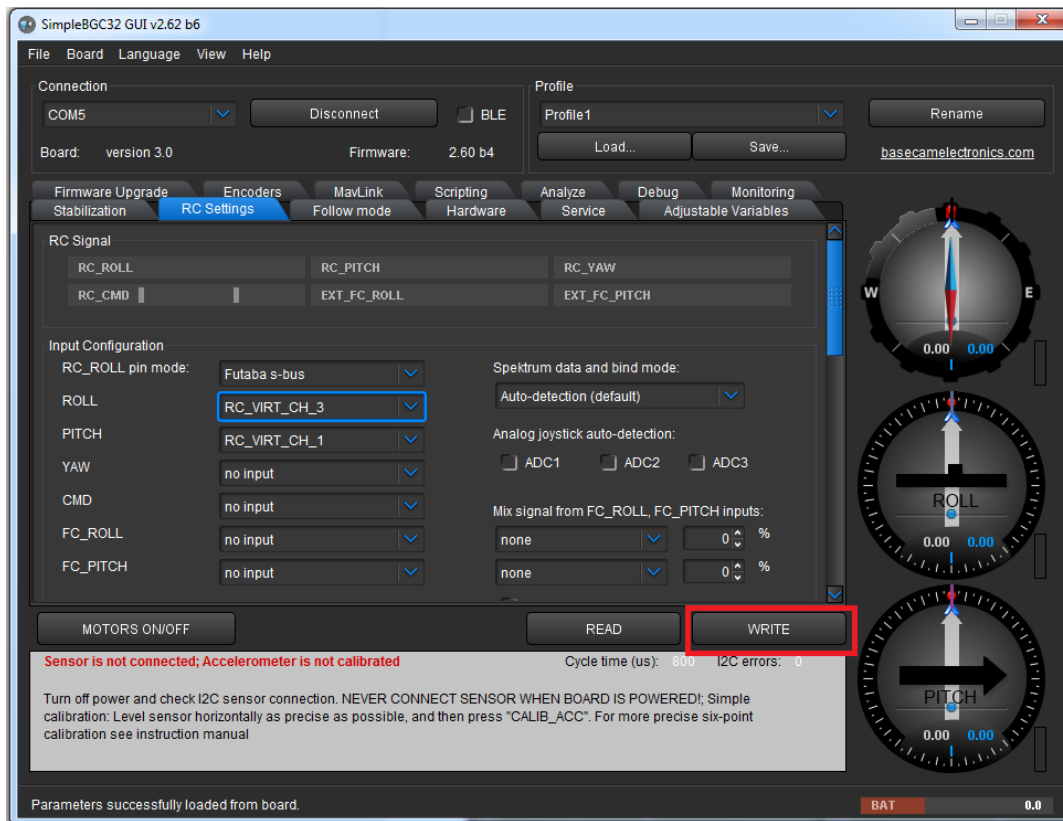 SimpleBGC32 GUI v2.62 b6
File Board Language View Help
Connection
COM5 Disconnect BLE
Board: version 3.0 Firmware: 2.60 b4
Profile
Profile1 Rename
Load... Save... basecamelectronics.com
Firmware Upgrade Encoders MavLink Scripting Analyze Debug Monitoring
Stabilization RC Settings Follow mode Hardware Service Adjustable Variables
RC Signal
RC_ROLL RC_PITCH RC_YAW
RC_CMD EXT_FC_ROLL EXT_FC_PITCH
Input Configuration
RC_ROLL pin mode: Futaba s-bus
ROLL RC_VIRT_CH_3
PITCH RC_VIRT_CH_1
YAW no input
CMD no input
FC_ROLL no input
FC_PITCH no input
Spektrum data and bind mode:
Auto-detection (default)
Analog joystick auto-detection:
ADC1 ADC2 ADC3
Mix signal from FC_ROLL, FC_PITCH inputs:
none 0 %
none 0 %
W E
0.00 0.00
ROLL
0.00 0.00
PITCH
0.00 0.00
MOTORS ON/OFF READ WRITE
Sensor is not connected; Accelerometer is not calibrated Cycle time (us): 800 I2C errors: 0
Turn off power and check I2C sensor connection. NEVER CONNECT SENSOR WHEN BOARD IS POWERED!; Simple
calibration: Level sensor horizontally as precise as possible, and then press "CALIB_ACC". For more precise six-point
calibration see instruction manual
Parameters successfully loaded from board. BAT 0.0